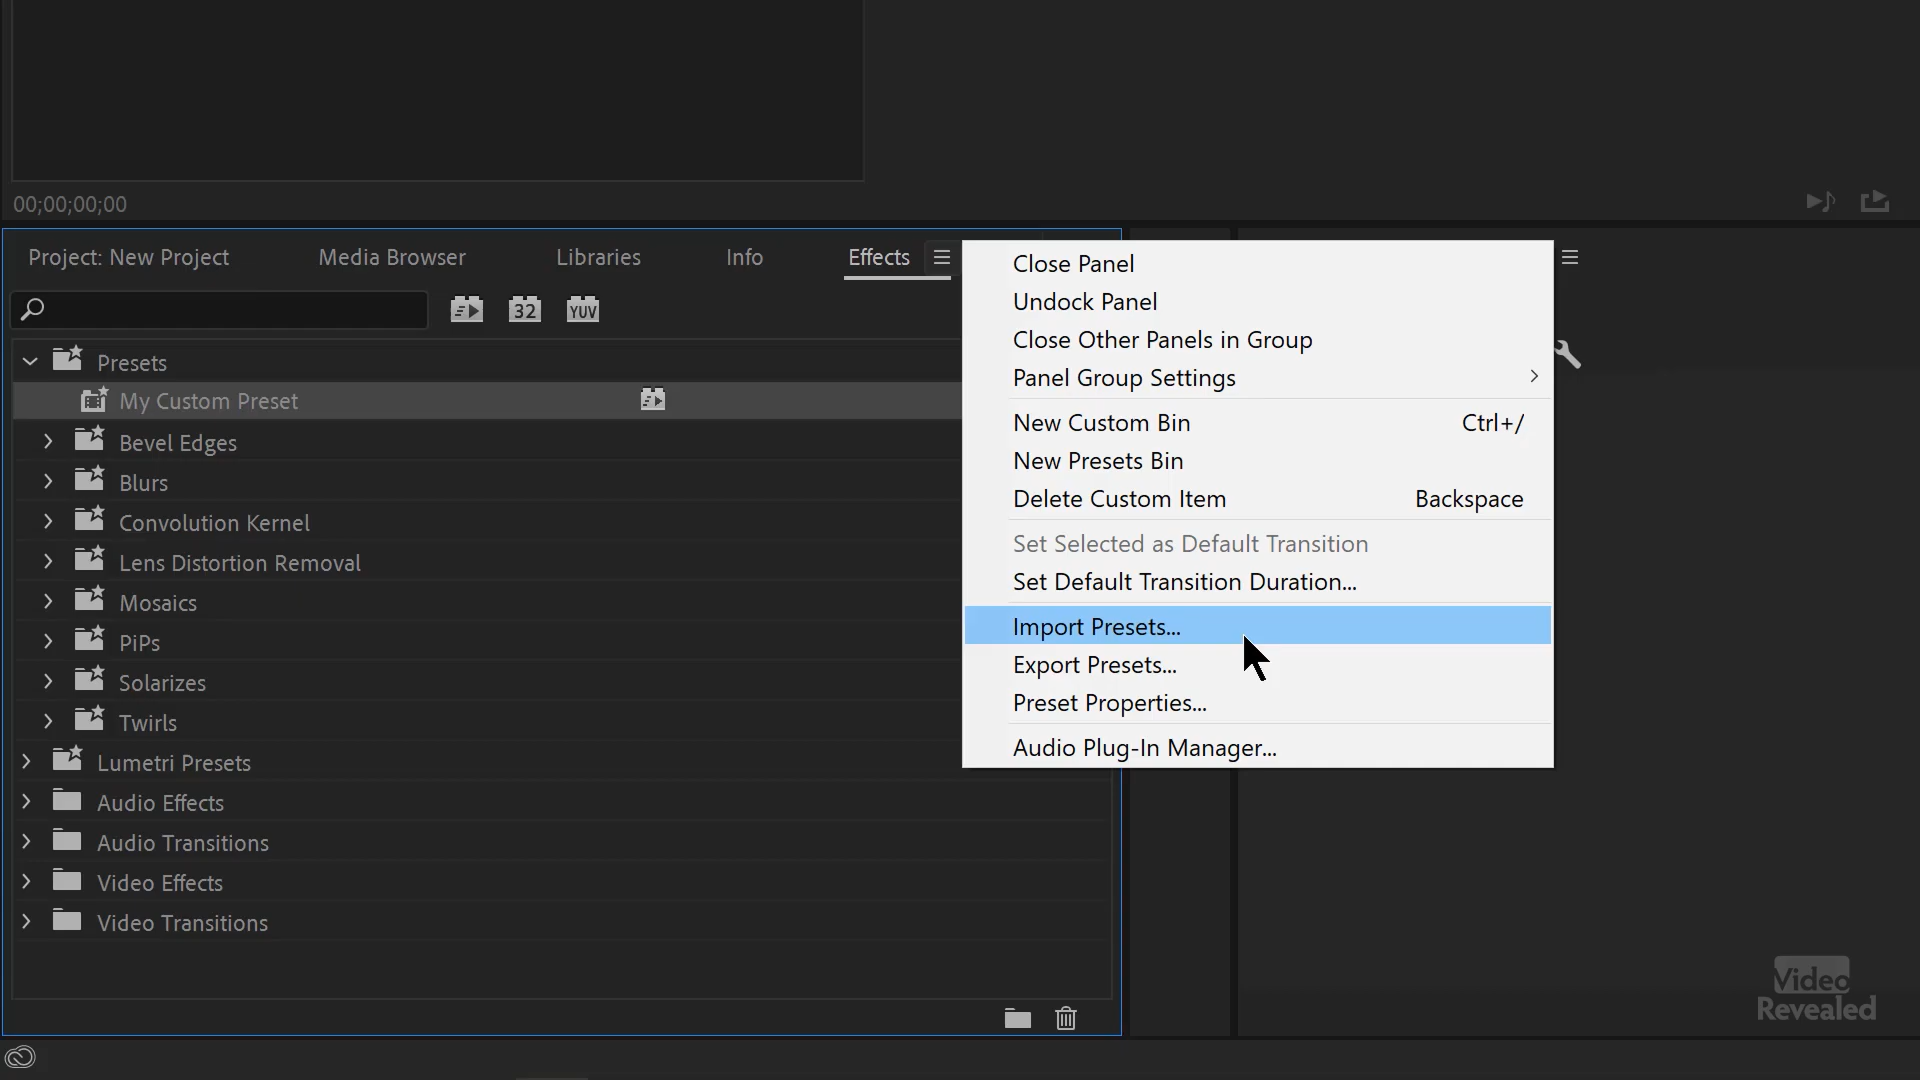 00;00;00;00
Project: New Project
Media Browser
Libraries
Info
Effects
32
YUV
Presets
My Custom Preset
Bevel Edges
Blurs
Convolution Kernel
Lens Distortion Removal
Mosaics
PiPs
Solarizes
Twirls
Lumetri Presets
Audio Effects
Audio Transitions
Video Effects
Video Transitions
Close Panel
Undock Panel
Close Other Panels in Group
Panel Group Settings
New Custom Bin Ctrl+/
New Presets Bin
Delete Custom Item Backspace
Set Selected as Default Transition
Set Default Transition Duration...
Import Presets...
Export Presets...
Preset Properties...
Audio Plug-In Manager...
Video
Revealed